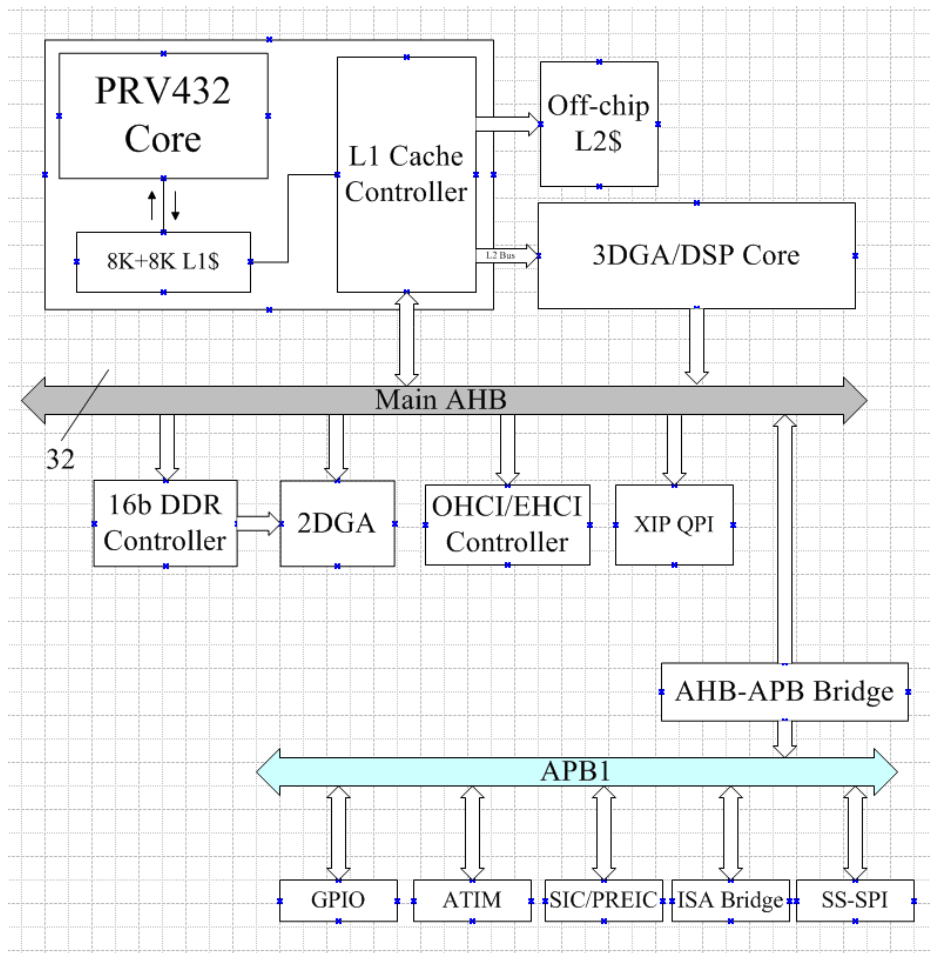 PRV432
Core
8K+8K L1$
L1 Cache
Controller
Off-chip
L2$
L2 Bus
3DGA/DSP Core
Main AHB
32
16b DDR
Controller
2DGA
OHCI/EHCI
Controller
XIP QPI
AHB-APB Bridge
APB1
GPIO
ATIM
SIC/PREIC
ISA Bridge
SS-SPI